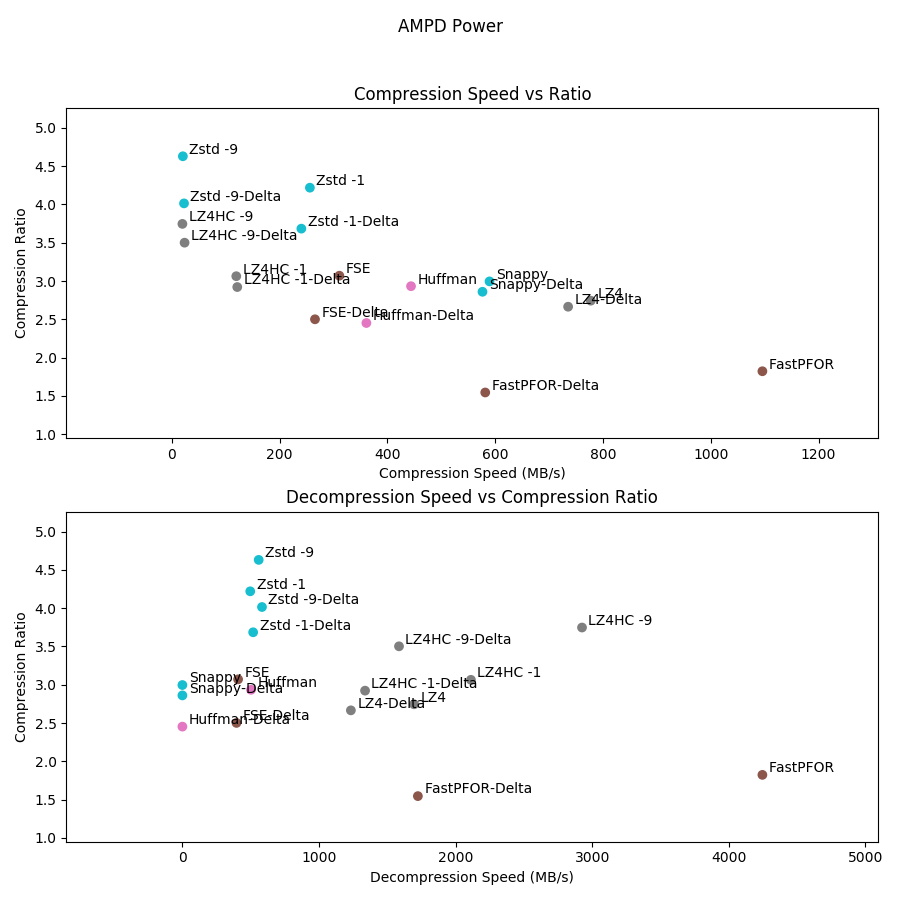 AMPD Power
Compression Speed vs Ratio
5.0
4.5
4.0
3.5
3.0
2.5
2.0
1.5
1.0
Compression Ratio
Zstd -9
Zstd -1
Zstd -9-Delta
LZ4HC -9
Zstd -1-Delta
LZ4HC -9-Delta
LZ4HC -1
FSE
LZ4HC -1-Delta
Huffman
Snappy
Snappy-Delta
LZ4
LZ4-Delta
FSE-Delta
Huffman-Delta
FastPFOR
FastPFOR-Delta
0 200 400 600 800 1000 1200
Compression Speed (MB/s)
Decompression Speed vs Compression Ratio
5.0
4.5
4.0
3.5
3.0
2.5
2.0
1.5
1.0
Compression Ratio
Zstd -9
Zstd -1
Zstd -9-Delta
Zstd -1-Delta
LZ4HC -9
LZ4HC -9-Delta
Snappy
FSE
LZ4HC -1
Snappy-Delta
Huffman
LZ4HC -1-Delta
LZ4
LZ4-Delta
Huffman-Delta
FSE-Delta
FastPFOR
FastPFOR-Delta
0 1000 2000 3000 4000 5000
Decompression Speed (MB/s)